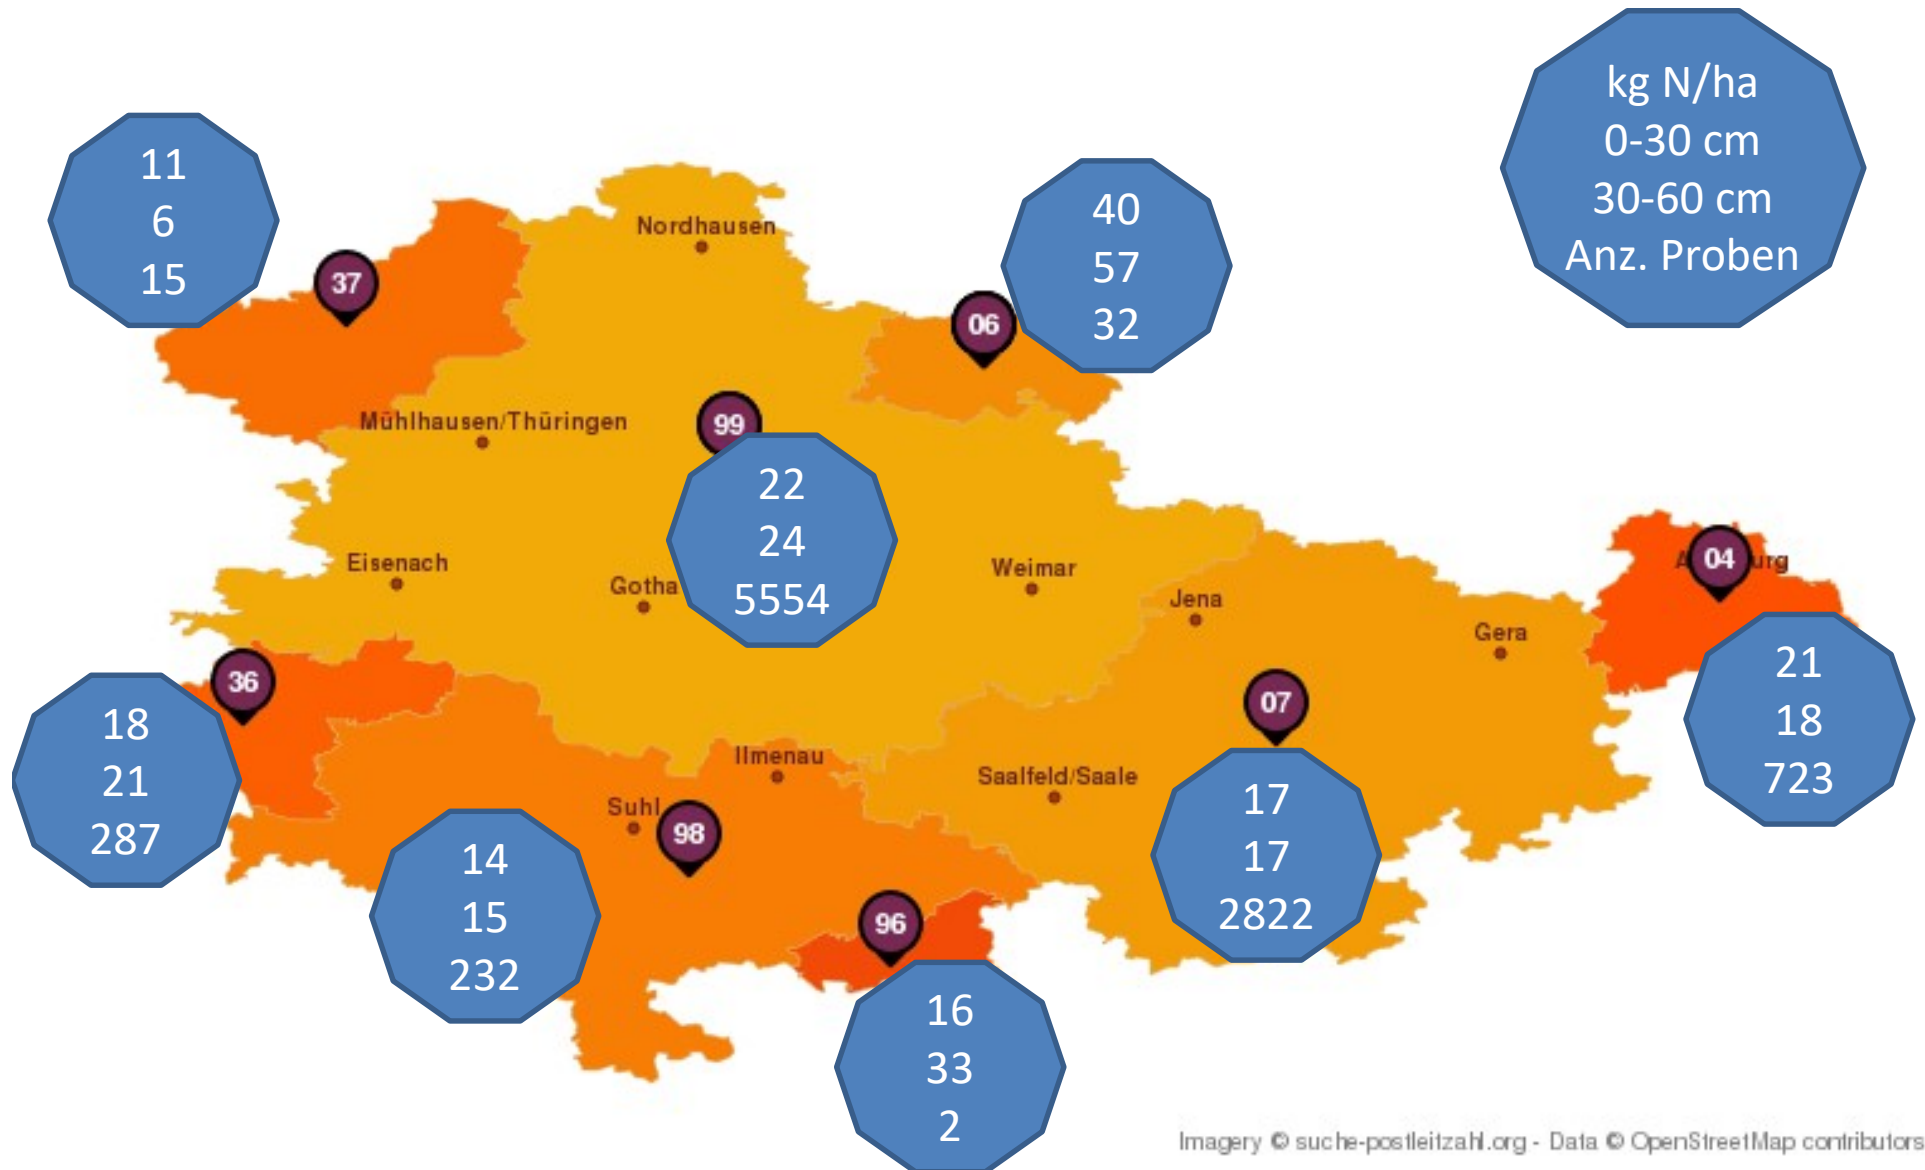 kg N/ha
0-30 cm
30-60 cm
Anz. Proben
11
6
15
37
Nordhausen
40
57
32
06
Mühlhausen/Thüringen
99
22
24
5554
Eisenach
Gotha
Weimar
Jena
Gera
04
21
18
723
36
18
21
287
07
17
17
2822
Ilmenau
Saalfeld/Saale
Suhl
98
14
15
232
96
16
33
2
Imagery © suche-postleitzahl.org - Data © OpenStreetMap contributors